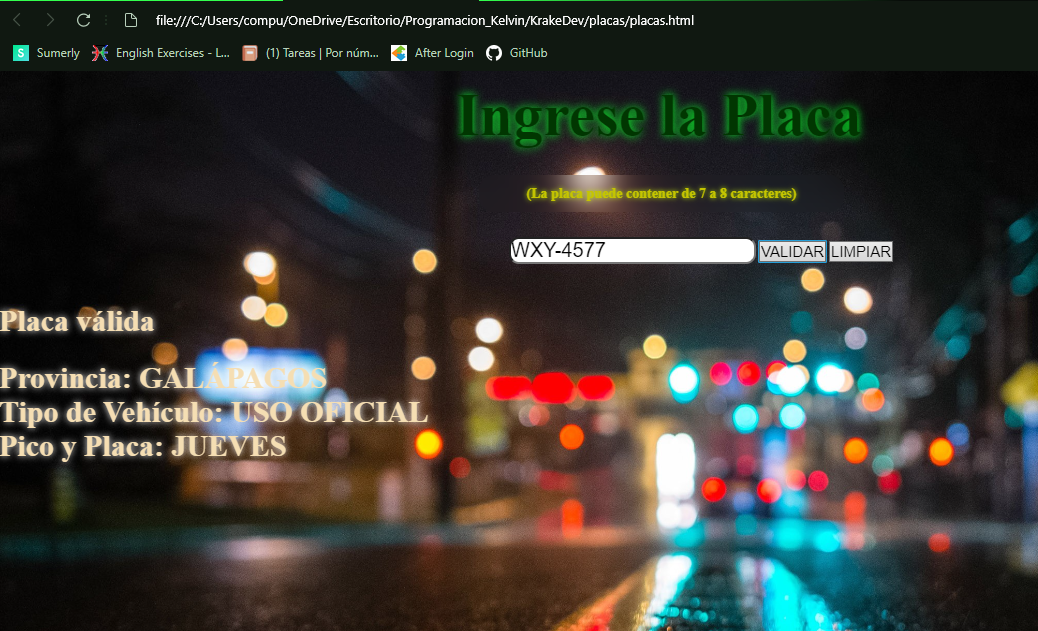 file:///C:/Users/compu/OneDrive/Escritorio/Programacion_Kelvin/KrakeDev/placas/placas.html
S Sumerly English Exercises - L... (1) Tareas | Por núm... After Login GitHub
Ingrese la Placa
(La placa puede contener de 7 a 8 caracteres)
WXY-4577 VALIDAR LIMPIAR
Placa válida
Provincia: GALÁPAGOS
Tipo de Vehículo: USO OFICIAL
Pico y Placa: JUEVES